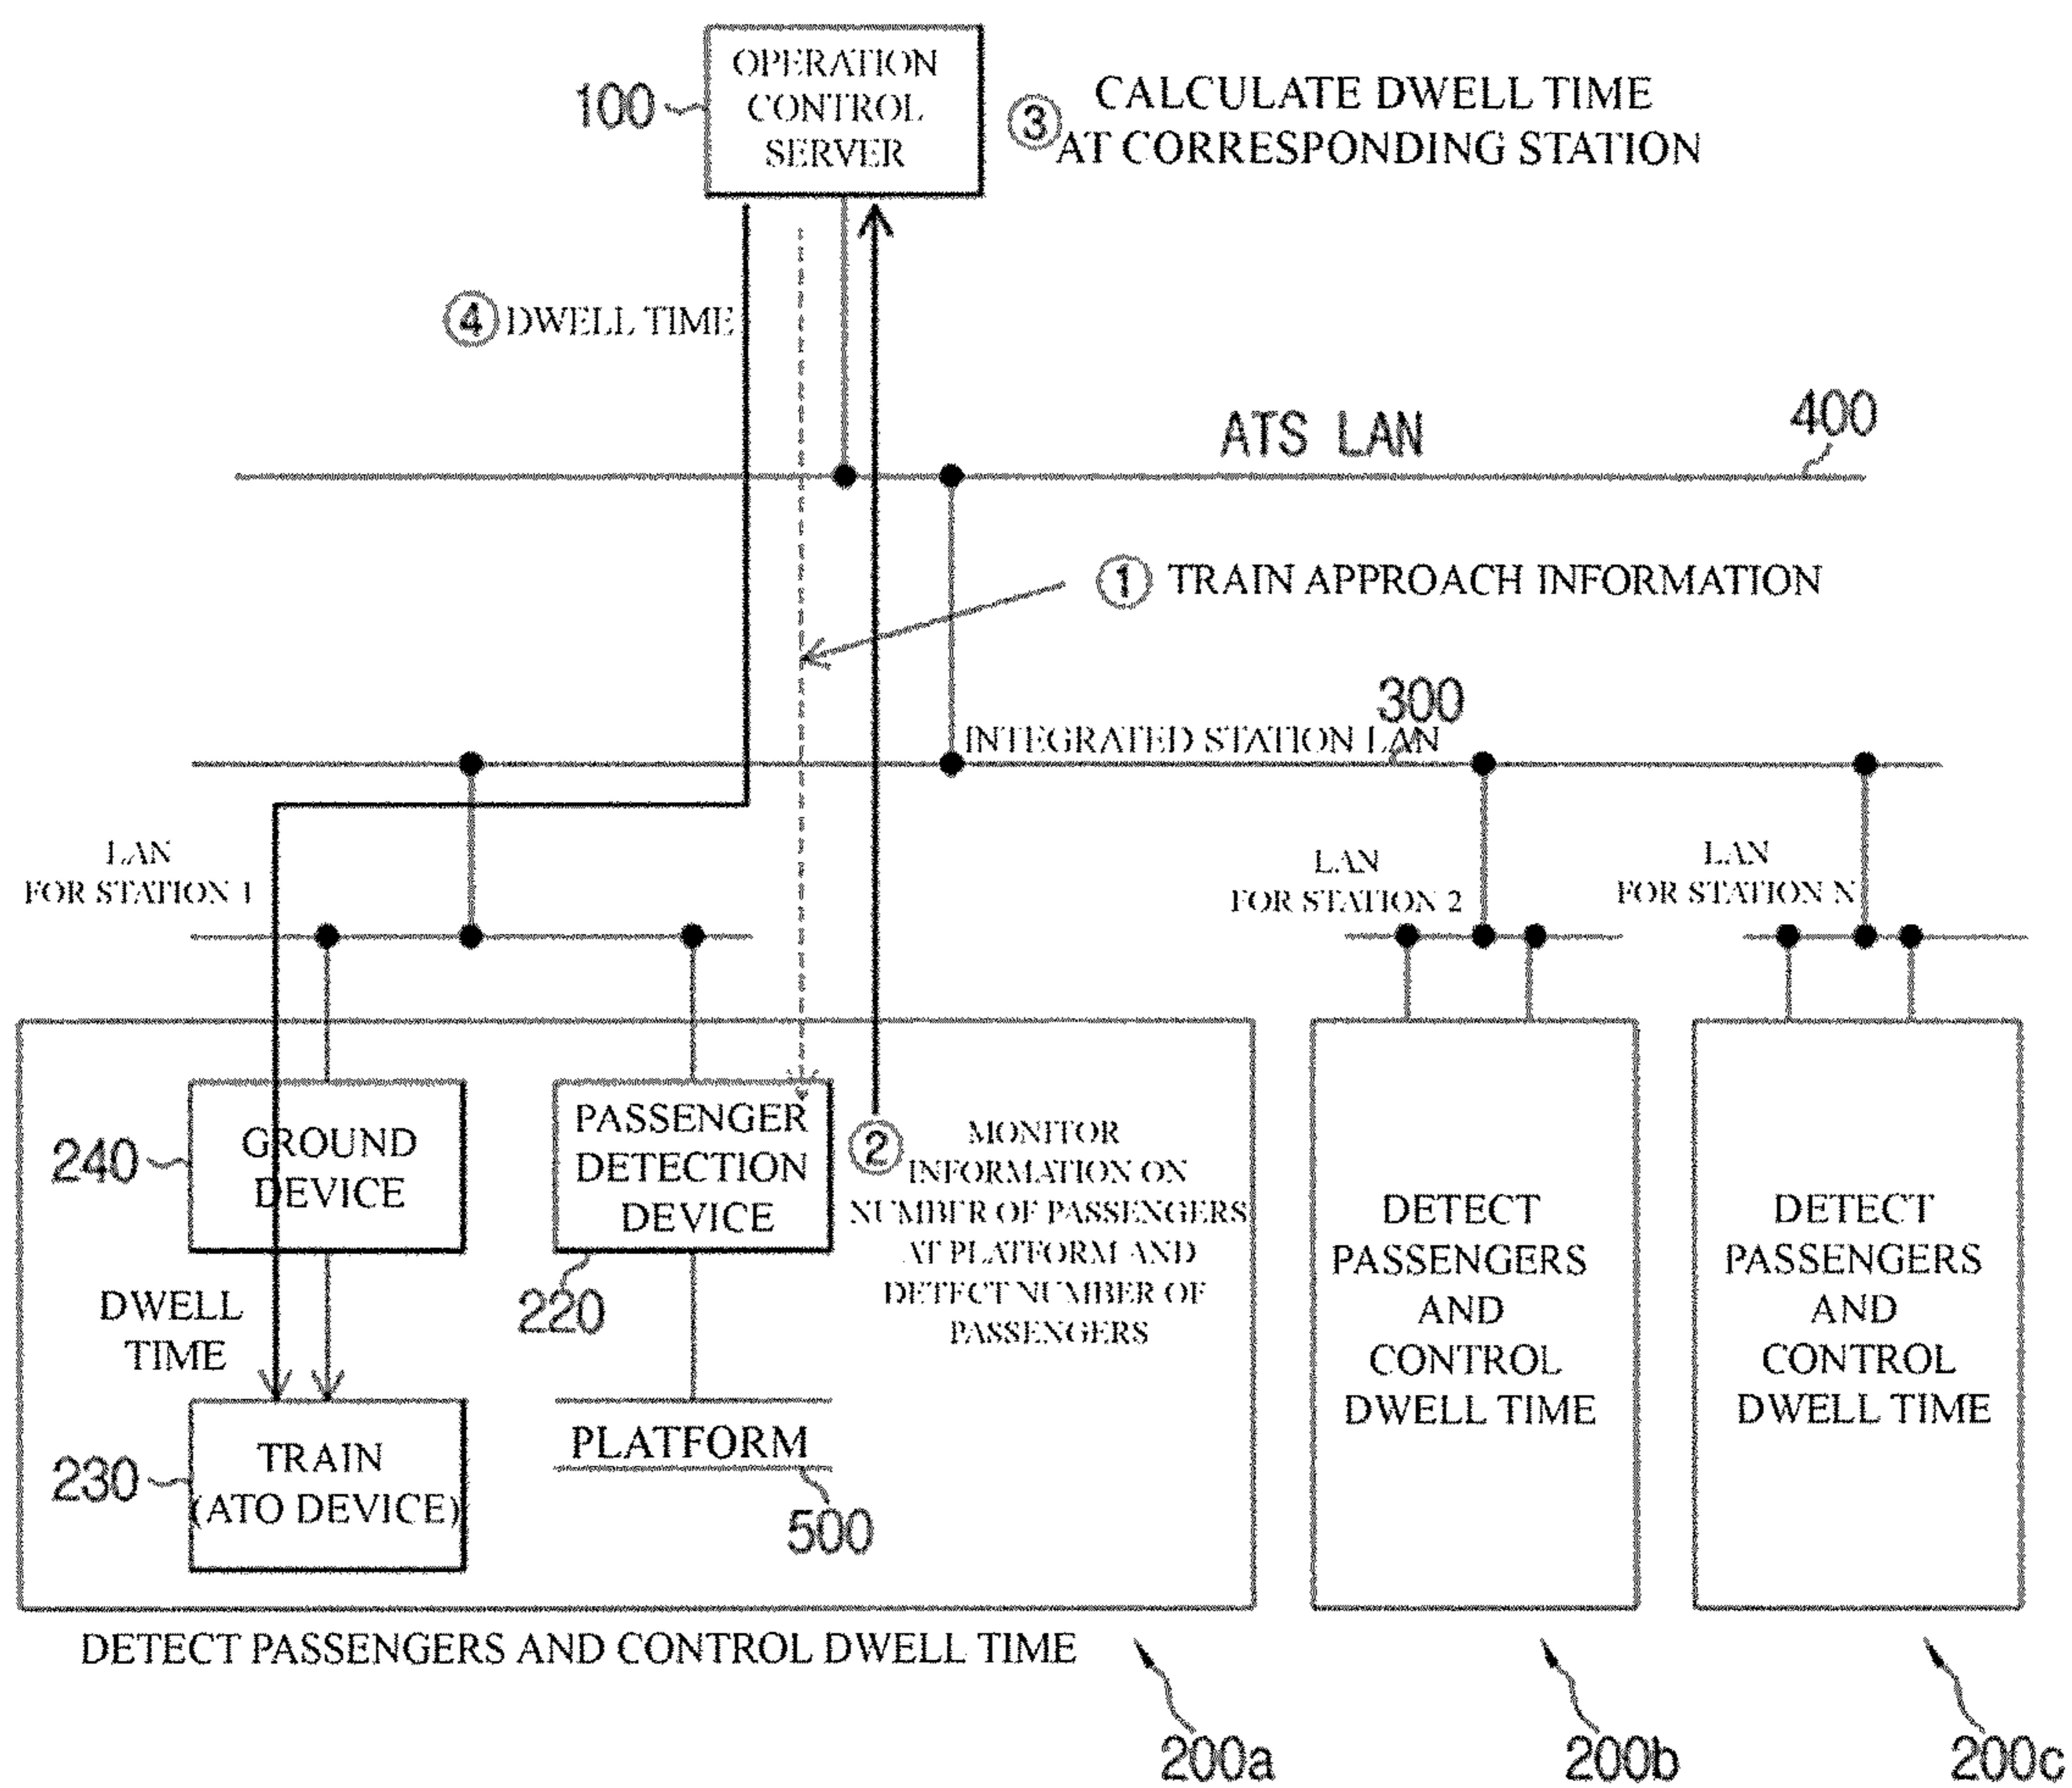 OPERATION
CONTROL
SERVER
100
③ CALCULATE DWELL TIME
AT CORRESPONDING STATION
④ DWELL TIME
ATS LAN
400
① TRAIN APPROACH INFORMATION
300
INTEGRATED STATION LAN
LAN
FOR STATION 1
LAN
FOR STATION 2
LAN
FOR STATION N
240
GROUND
DEVICE
PASSENGER
DETECTION
DEVICE
220
② MONITOR
INFORMATION ON
NUMBER OF PASSENGERS
AT PLATFORM AND
DETECT NUMBER OF
PASSENGERS
DWELL
TIME
230
TRAIN
(ATO DEVICE)
PLATFORM
500
DETECT
PASSENGERS
AND
CONTROL
DWELL TIME
DETECT
PASSENGERS
AND
CONTROL
DWELL TIME
DETECT PASSENGERS AND CONTROL DWELL TIME
200a
200b
200c